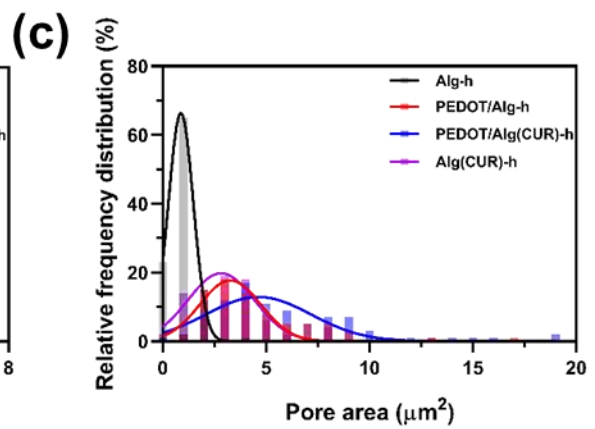 (c)
Relative frequency distribution (%)
80
60
40
20
0
Alg-h
PEDOT/Alg-h
PEDOT/Alg(CUR)-h
Alg(CUR)-h
h
8
0
5
10
15
20
Pore area (μm²)